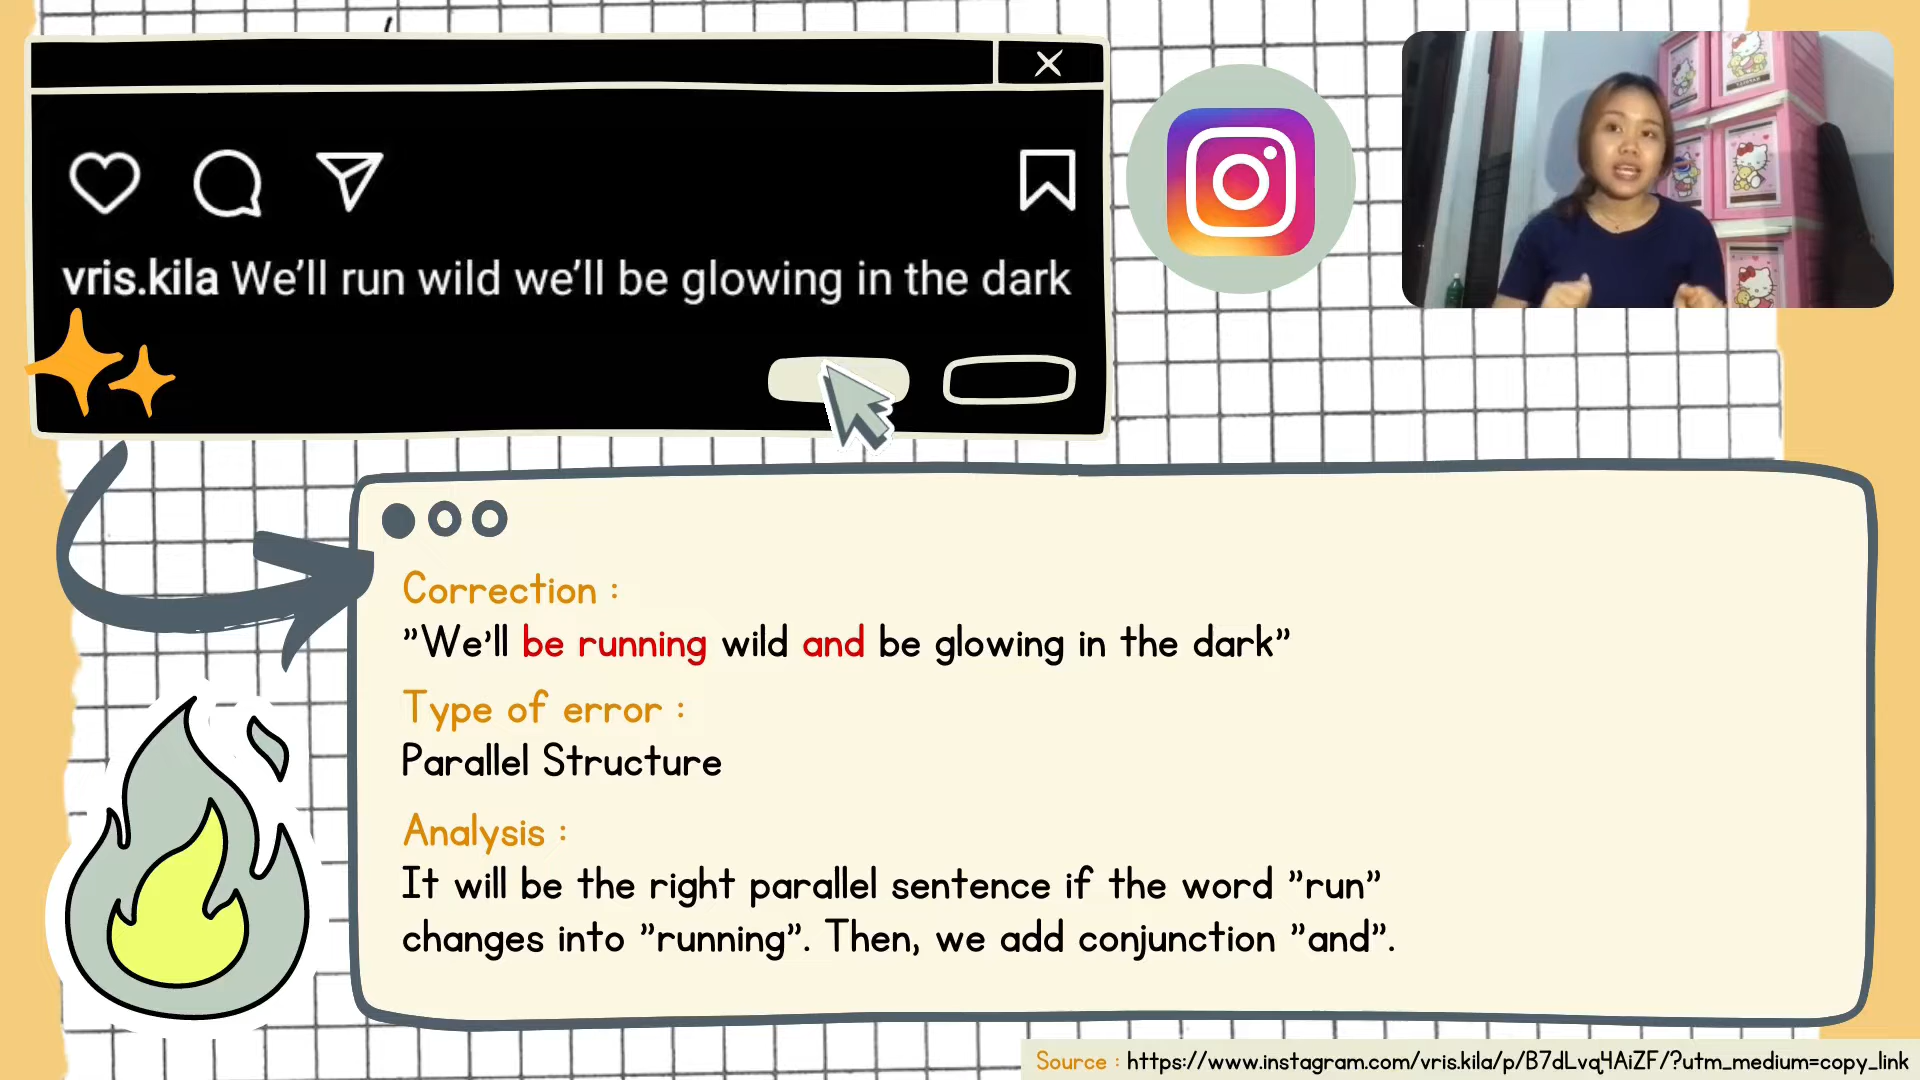 vris.kila We’ll run wild we’ll be glowing in the dark
Correction :
”We’ll be running wild and be glowing in the dark”
Type of error :
Parallel Structure
Analysis :
It will be the right parallel sentence if the word ”run”
changes into ”running”. Then, we add conjunction ”and”.
Source : https://www.instagram.com/vris.kila/p/B7dLvq4AiZF/?utm_medium=copy_link